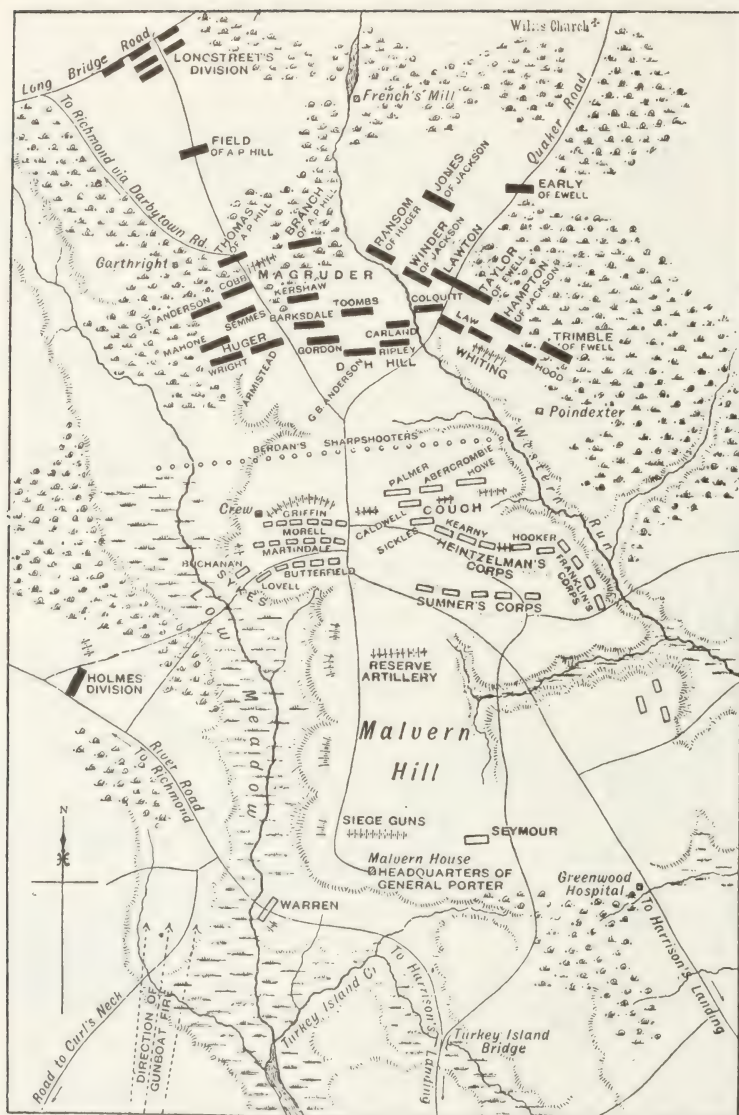 Willis Church
Long Bridge Road
LONGSTREET'S
DIVISION
To Richmond via Darbytown Rd.
French's Mill
Quaker Road
FIELD
OF A P HILL
JONES
OF JACKSON
EARLY
OF EWELL
THOMAS
OF A P HILL
BRANCH
OF A P HILL
RANSOM
OF HUGER
WINDER
OF JACKSON
LAWTON
TAYLOR
OF EWELL
HAMPTON
OF JACKSON
Garthright
MAGRUDER
COBB
KERSHAW
G.T. ANDERSON
SEMMES
BARKSDALE
TOOMBS
COLQUITT
LAW
TRIMBLE
OF EWELL
MAHONE
HUGER
WRIGHT
ARMISTEAD
GORDON
GARLAND
RIPLEY
D H HILL
G B ANDERSON
WHITING
HOOD
Poindexter
BERDAN'S SHARPSHOOTERS
Western Run
PALMER
ABERCROMBIE
HOWE
Crew
GRIFFIN
MORELL
MARTINDALE
COUCH
CALDWELL
SICKLES
KEARNY
HOOKER
HEINTZELMAN'S
CORPS
FRANKLIN'S
CORPS
BUCHANAN
SYKES
LOVELL
BUTTERFIELD
SUMNER'S CORPS
Low Meladow
RESERVE
ARTILLERY
HOLMES'
DIVISION
River Road
To Richmond
Malvern
Hill
N
SIEGE GUNS
SEYMOUR
Malvern House
HEADQUARTERS OF
GENERAL PORTER
Greenwood
Hospital
WARREN
To Harrison's Landing
DIRECTION OF
GUNBOAT FIRE
Road to Curl's Neck
Turkey Island Cr
To Harrison's Landing
Turkey Island
Bridge